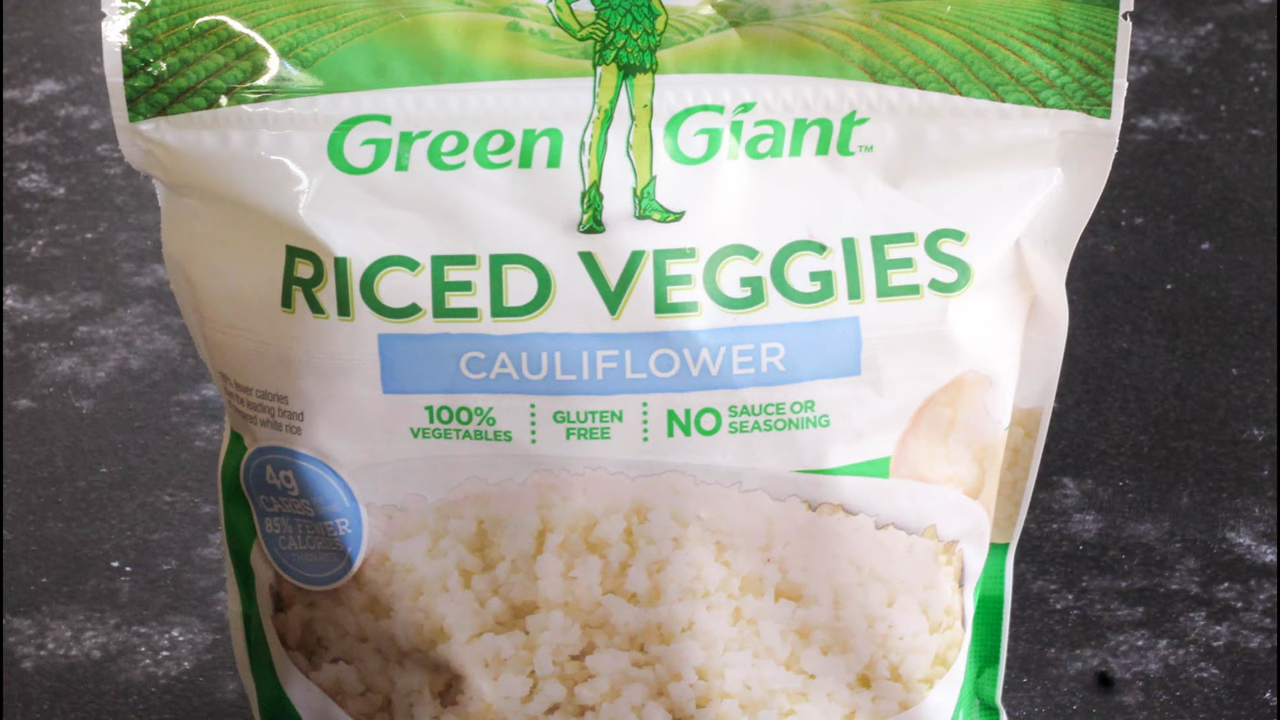 Green Giant™
RICED VEGGIES
CAULIFLOWER
100%
VEGETABLES
GLUTEN
FREE
NO SAUCE OR
SEASONING
fewer calories
the leading brand
white rice
4g
CARBS
85% FEWER
CALORIES